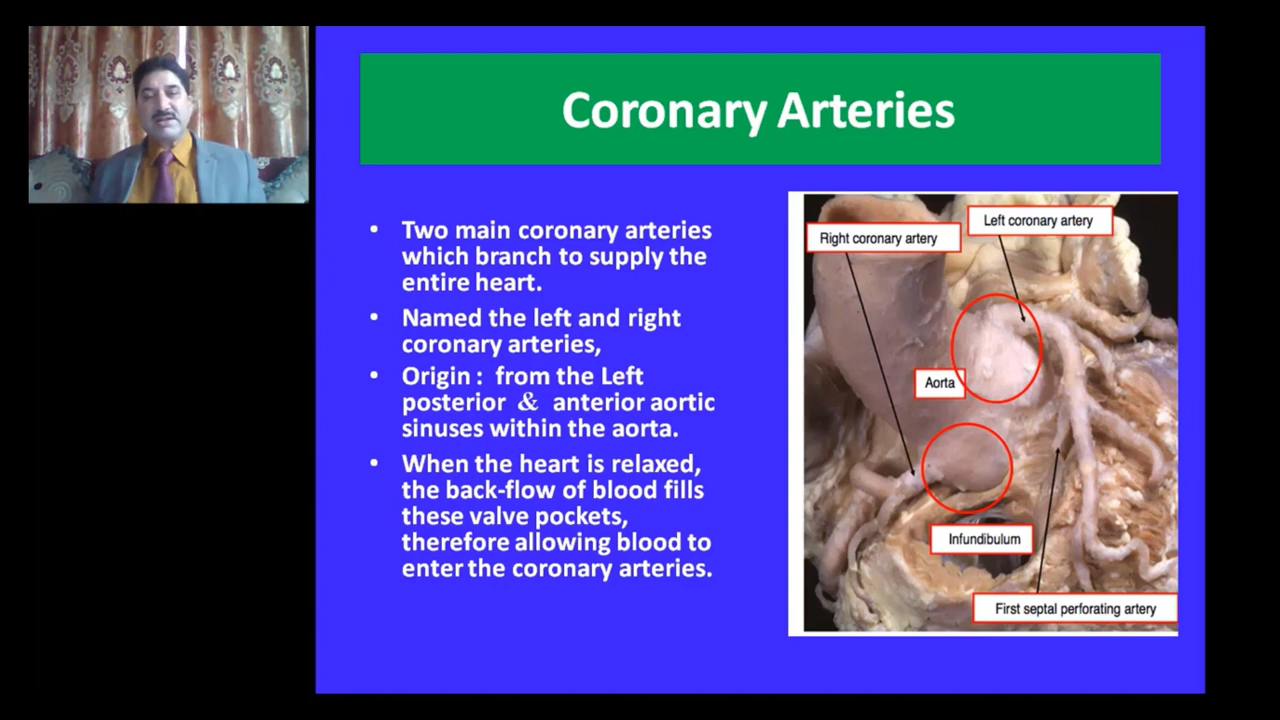 Coronary Arteries
• Two main coronary arteries
which branch to supply the
entire heart.
• Named the left and right
coronary arteries,
• Origin : from the Left
posterior & anterior aortic
sinuses within the aorta.
• When the heart is relaxed,
the back-flow of blood fills
these valve pockets,
therefore allowing blood to
enter the coronary arteries.
Left coronary artery
Right coronary artery
Aorta
Infundibulum
First septal perforating artery